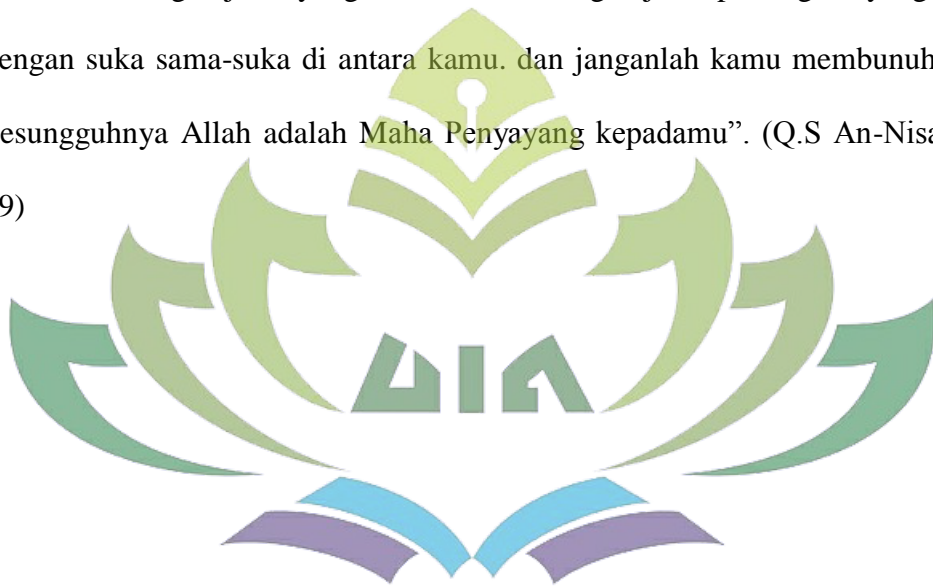 engan suka sama-suka di antara kamu. dan janganlah kamu membunuh
esungguhnya Allah adalah Maha Penyayang kepadamu”. (Q.S An-Nisa
9)
UIN